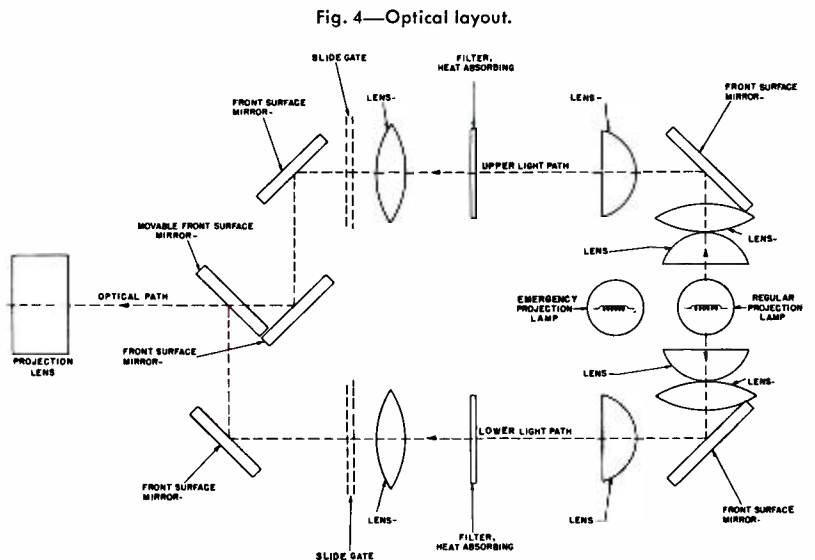 Fig. 4—Optical layout.
SLIDE GATE
FILTER,
HEAT ABSORBING
FRONT SURFACE
MIRROR-
LENS-
LENS-
FRONT SURFACE
MIRROR-
UPPER LIGHT PATH
MOVABLE FRONT SURFACE
MIRROR-
LENS-
LENS
OPTICAL PATH
EMERGENCY
PROJECTION
LAMP
REGULAR
PROJECTION
LAMP
PROJECTION
LENS
FRONT SURFACE
MIRROR-
LENS
LENS-
LOWER LIGHT PATH
FRONT SURFACE
MIRROR-
LENS-
LENS
FRONT SURFACE
MIRROR-
FILTER,
HEAT ABSORBING
SLIDE GATE